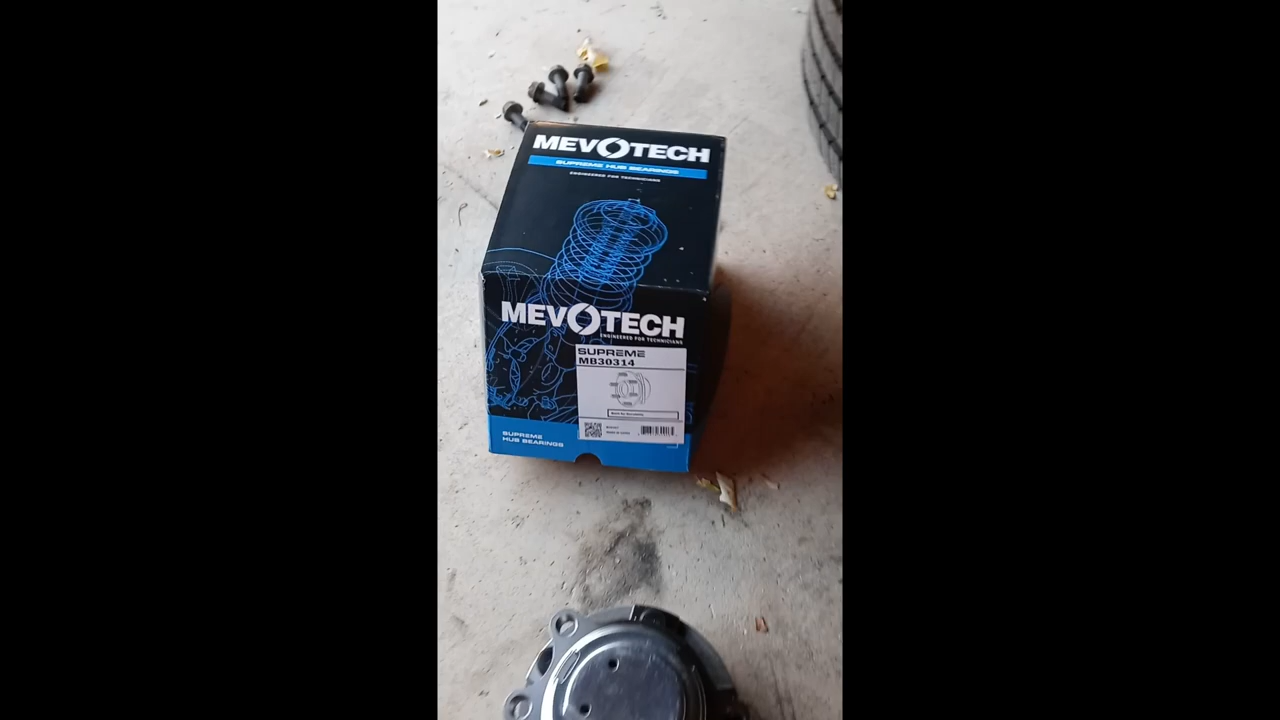 MEVOTECH
SUPREME HUB BEARINGS
ENGINEERED FOR TECHNICIANS
MEVOTECH
ENGINEERED FOR TECHNICIANS
SUPREME
MB30314
SUPREME
HUB BEARINGS